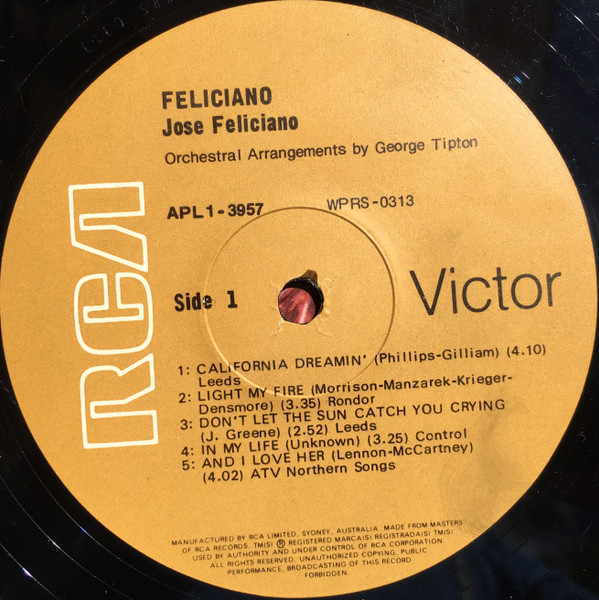 FELICIANO
Jose Feliciano
Orchestral Arrangements by George Tipton
APL1-3957 WPRS-0313
RCA
Side 1
Victor
1: CALIFORNIA DREAMIN' (Phillips-Gilliam) (4.10)
Leeds
2: LIGHT MY FIRE (Morrison-Manzarek-Krieger-
Densmore) (3.35) Rondor
3: DON'T LET THE SUN CATCH YOU CRYING
(J. Greene) (2.52) Leeds
4: IN MY LIFE (Unknown) (3.25) Control
5: AND I LOVE HER (Lennon-McCartney)
(4.02) ATV Northern Songs
MANUFACTURED BY RCA LIMITED, SYDNEY, AUSTRALIA. MADE FROM MASTERS
OF RCA RECORDS. TM(S) ® REGISTERED MARCA(S) REGISTRADA(S) TM(S)
USED BY AUTHORITY AND UNDER CONTROL OF RCA CORPORATION
ALL RIGHTS RESERVED. UNAUTHORIZED COPYING, PUBLIC
PERFORMANCE, BROADCASTING OF THIS RECORD
FORBIDDEN.